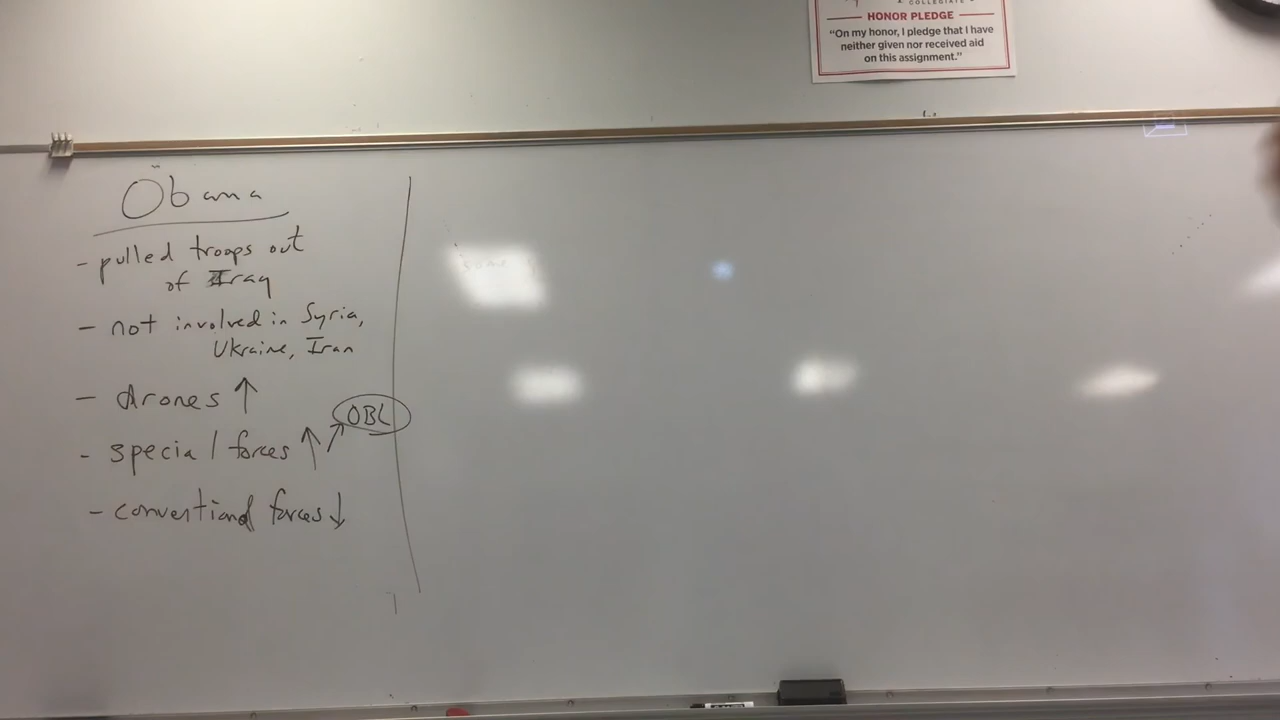 COLLEGIATE
HONOR PLEDGE
“On my honor, I pledge that I have
neither given nor received aid
on this assignment.”
Obama
- pulled troops out
of Iraq
- not involved in Syria,
Ukraine, Iran
- drones ↑
OBL
- special forces ↑ ↗
- conventional forces ↓